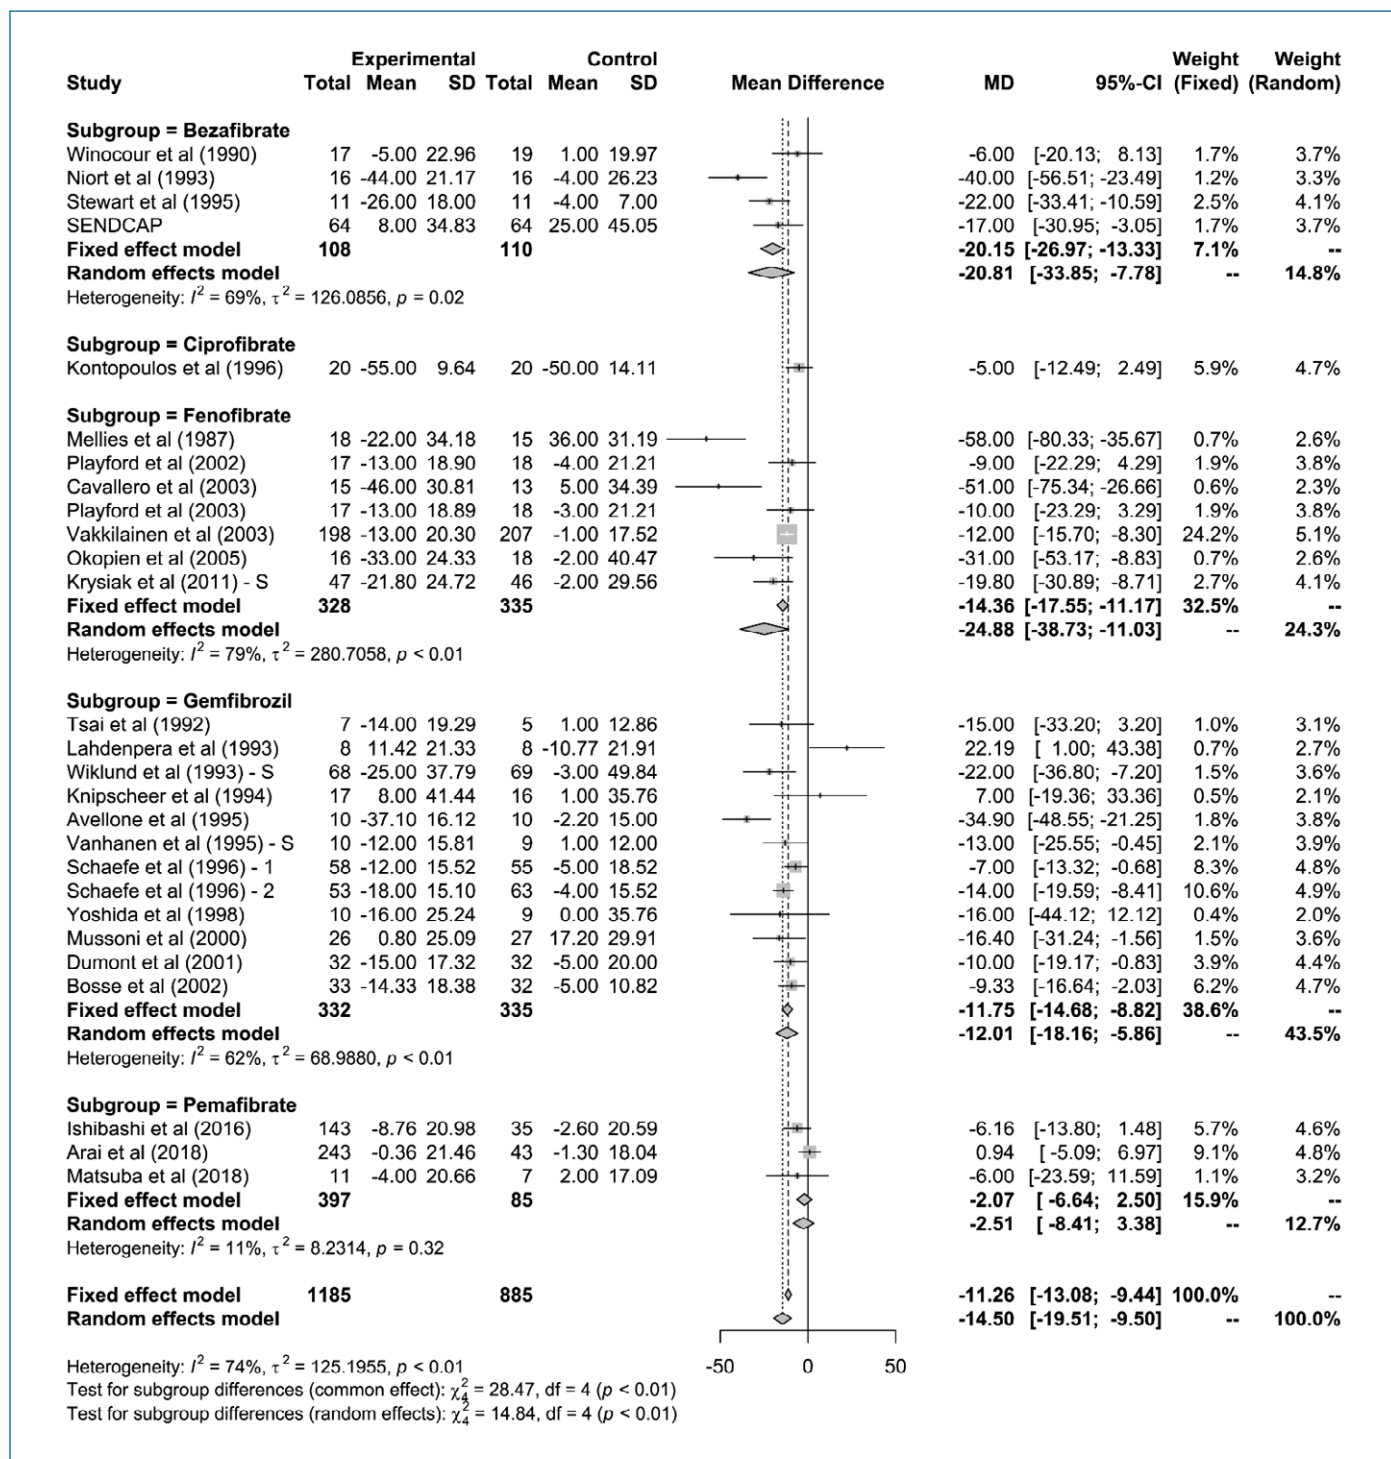 Experimental Control Weight Weight
Study Total Mean SD Total Mean SD Mean Difference MD 95%-CI (Fixed) (Random)
Subgroup = Bezafibrate
Winocour et al (1990) 17 -5.00 22.96 19 1.00 19.97 -6.00 [-20.13; 8.13] 1.7% 3.7%
Niort et al (1993) 16 -44.00 21.17 16 -4.00 26.23 -40.00 [-56.51; -23.49] 1.2% 3.3%
Stewart et al (1995) 11 -26.00 18.00 11 -4.00 7.00 -22.00 [-33.41; -10.59] 2.5% 4.1%
SENDCAP 64 8.00 34.83 64 25.00 45.05 -17.00 [-30.95; -3.05] 1.7% 3.7%
Fixed effect model 108 110 -20.15 [-26.97; -13.33] 7.1% --
Random effects model -20.81 [-33.85; -7.78] -- 14.8%
Heterogeneity: I² = 69%, τ² = 126.0856, p = 0.02
Subgroup = Ciprofibrate
Kontopoulos et al (1996) 20 -55.00 9.64 20 -50.00 14.11 -5.00 [-12.49; 2.49] 5.9% 4.7%
Subgroup = Fenofibrate
Mellies et al (1987) 18 -22.00 34.18 15 36.00 31.19 -58.00 [-80.33; -35.67] 0.7% 2.6%
Playford et al (2002) 17 -13.00 18.90 18 -4.00 21.21 -9.00 [-22.29; 4.29] 1.9% 3.8%
Cavallero et al (2003) 15 -46.00 30.81 13 5.00 34.39 -51.00 [-75.34; -26.66] 0.6% 2.3%
Playford et al (2003) 17 -13.00 18.89 18 -3.00 21.21 -10.00 [-23.29; 3.29] 1.9% 3.8%
Vakkilainen et al (2003) 198 -13.00 20.30 207 -1.00 17.52 -12.00 [-15.70; -8.30] 24.2% 5.1%
Okopien et al (2005) 16 -33.00 24.33 18 -2.00 40.47 -31.00 [-53.17; -8.83] 0.7% 2.6%
Krysiak et al (2011) - S 47 -21.80 24.72 46 -2.00 29.56 -19.80 [-30.89; -8.71] 2.7% 4.1%
Fixed effect model 328 335 -14.36 [-17.55; -11.17] 32.5% --
Random effects model -24.88 [-38.73; -11.03] -- 24.3%
Heterogeneity: I² = 79%, τ² = 280.7058, p < 0.01
Subgroup = Gemfibrozil
Tsai et al (1992) 7 -14.00 19.29 5 1.00 12.86 -15.00 [-33.20; 3.20] 1.0% 3.1%
Lahdenpera et al (1993) 8 11.42 21.33 8 -10.77 21.91 22.19 [ 1.00; 43.38] 0.7% 2.7%
Wiklund et al (1993) - S 68 -25.00 37.79 69 -3.00 49.84 -22.00 [-36.80; -7.20] 1.5% 3.6%
Knipscheer et al (1994) 17 8.00 41.44 16 1.00 35.76 7.00 [-19.36; 33.36] 0.5% 2.1%
Avellone et al (1995) 10 -37.10 16.12 10 -2.20 15.00 -34.90 [-48.55; -21.25] 1.8% 3.8%
Vanhanen et al (1995) - S 10 -12.00 15.81 9 1.00 12.00 -13.00 [-25.55; -0.45] 2.1% 3.9%
Schaefe et al (1996) - 1 58 -12.00 15.52 55 -5.00 18.52 -7.00 [-13.32; -0.68] 8.3% 4.8%
Schaefe et al (1996) - 2 53 -18.00 15.10 63 -4.00 15.52 -14.00 [-19.59; -8.41] 10.6% 4.9%
Yoshida et al (1998) 10 -16.00 25.24 9 0.00 35.76 -16.00 [-44.12; 12.12] 0.4% 2.0%
Mussoni et al (2000) 26 0.80 25.09 27 17.20 29.91 -16.40 [-31.24; -1.56] 1.5% 3.6%
Dumont et al (2001) 32 -15.00 17.32 32 -5.00 20.00 -10.00 [-19.17; -0.83] 3.9% 4.4%
Bosse et al (2002) 33 -14.33 18.38 32 -5.00 10.82 -9.33 [-16.64; -2.03] 6.2% 4.7%
Fixed effect model 332 335 -11.75 [-14.68; -8.82] 38.6% --
Random effects model -12.01 [-18.16; -5.86] -- 43.5%
Heterogeneity: I² = 62%, τ² = 68.9880, p < 0.01
Subgroup = Pemafibrate
Ishibashi et al (2016) 143 -8.76 20.98 35 -2.60 20.59 -6.16 [-13.80; 1.48] 5.7% 4.6%
Arai et al (2018) 243 -0.36 21.46 43 -1.30 18.04 0.94 [ -5.09; 6.97] 9.1% 4.8%
Matsuba et al (2018) 11 -4.00 20.66 7 2.00 17.09 -6.00 [-23.59; 11.59] 1.1% 3.2%
Fixed effect model 397 85 -2.07 [ -6.64; 2.50] 15.9% --
Random effects model -2.51 [ -8.41; 3.38] -- 12.7%
Heterogeneity: I² = 11%, τ² = 8.2314, p = 0.32
Fixed effect model 1185 885 -11.26 [-13.08; -9.44] 100.0% --
Random effects model -14.50 [-19.51; -9.50] -- 100.0%
-50 0 50
Heterogeneity: I² = 74%, τ² = 125.1955, p < 0.01
Test for subgroup differences (common effect): χ²₄ = 28.47, df = 4 (p < 0.01)
Test for subgroup differences (random effects): χ²₄ = 14.84, df = 4 (p < 0.01)